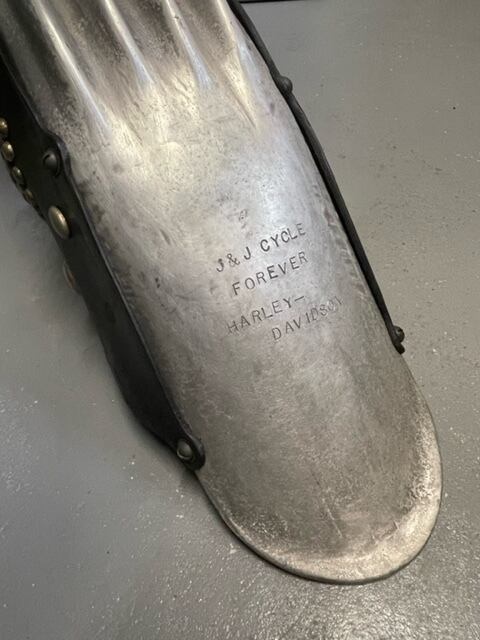 J & J CYCLE
FOREVER
HARLEY-
DAVIDSON